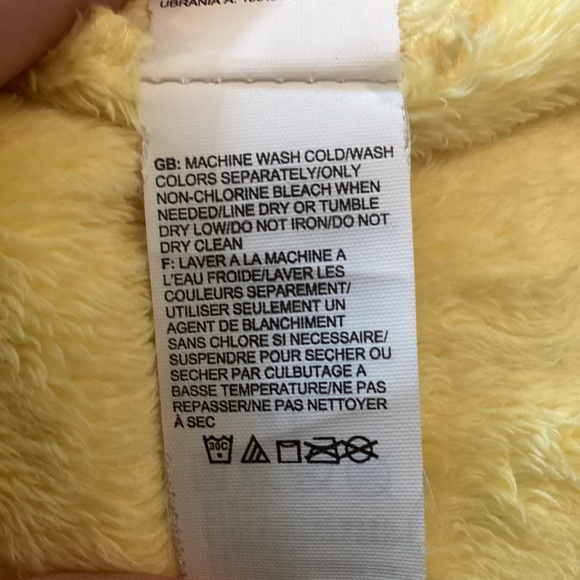 GB: MACHINE WASH COLD/WASH
COLORS SEPARATELY/ONLY
NON-CHLORINE BLEACH WHEN
NEEDED/LINE DRY OR TUMBLE
DRY LOW/DO NOT IRON/DO NOT
DRY CLEAN
F: LAVER A LA MACHINE A
L'EAU FROIDE/LAVER LES
COULEURS SEPAREMENT/
UTILISER SEULEMENT UN
AGENT DE BLANCHIMENT
SANS CHLORE SI NECESSAIRE/
SUSPENDRE POUR SECHER OU
SECHER PAR CULBUTAGE A
BASSE TEMPERATURE/NE PAS
REPASSER/NE PAS NETTOYER
À SEC
30C